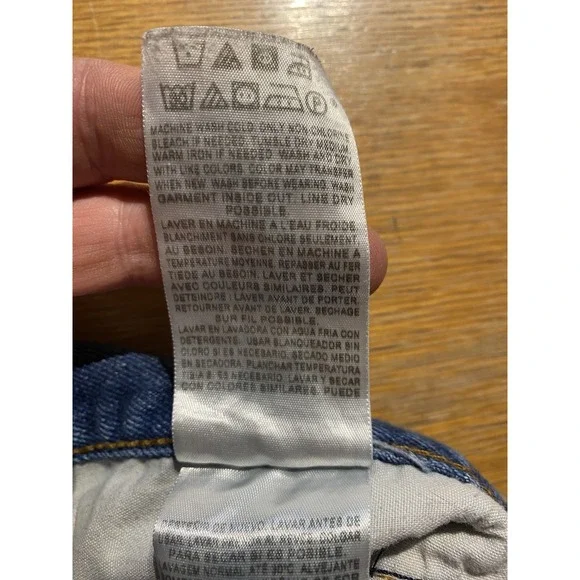 MACHINE WASH COLD, ONLY NON-CHLORINE
BLEACH IF NEEDED. TUMBLE DRY MEDIUM,
WARM IRON IF NEEDED. WASH AND DRY
WITH LIKE COLORS. COLOR MAY TRANSFER
WHEN NEW. WASH BEFORE WEARING. WASH
GARMENT INSIDE OUT. LINE DRY
POSSIBLE.
LAVER EN MACHINE A L'EAU FROIDE.
BLANCHIMENT SANS CHLORE SEULEMENT,
AU BESOIN. SECHER EN MACHINE A
TEMPERATURE MOYENNE. REPASSER AU FER
TIEDE AU BESOIN. LAVER ET SECHER
AVEC COULEURS SIMILAIRES. PEUT
DETEINDRE: LAVER AVANT DE PORTER.
RETOURNER AVANT DE LAVER. SECHAGE
SUR FIL POSSIBLE.
LAVAR EN LAVADORA CON AGUA FRIA CON
DETERGENTE. USAR BLANQUEADOR SIN
CLORO SI ES NECESARIO. SECADO MEDIO
EN SECADORA. PLANCHAR TEMPERATURA
TIBIA SI ES NECESARIO. LAVAR Y SECAR
CON COLORES SIMILARES. PUEDE
DESTEÑIR DE NUEVO, LAVAR ANTES DE
USAR. LAVAR AL REVES. COLGAR
PARA SECAR SI ES POSIBLE.
LAVAGEM NORMAL, ATÉ 30°C. ALVEJANTE